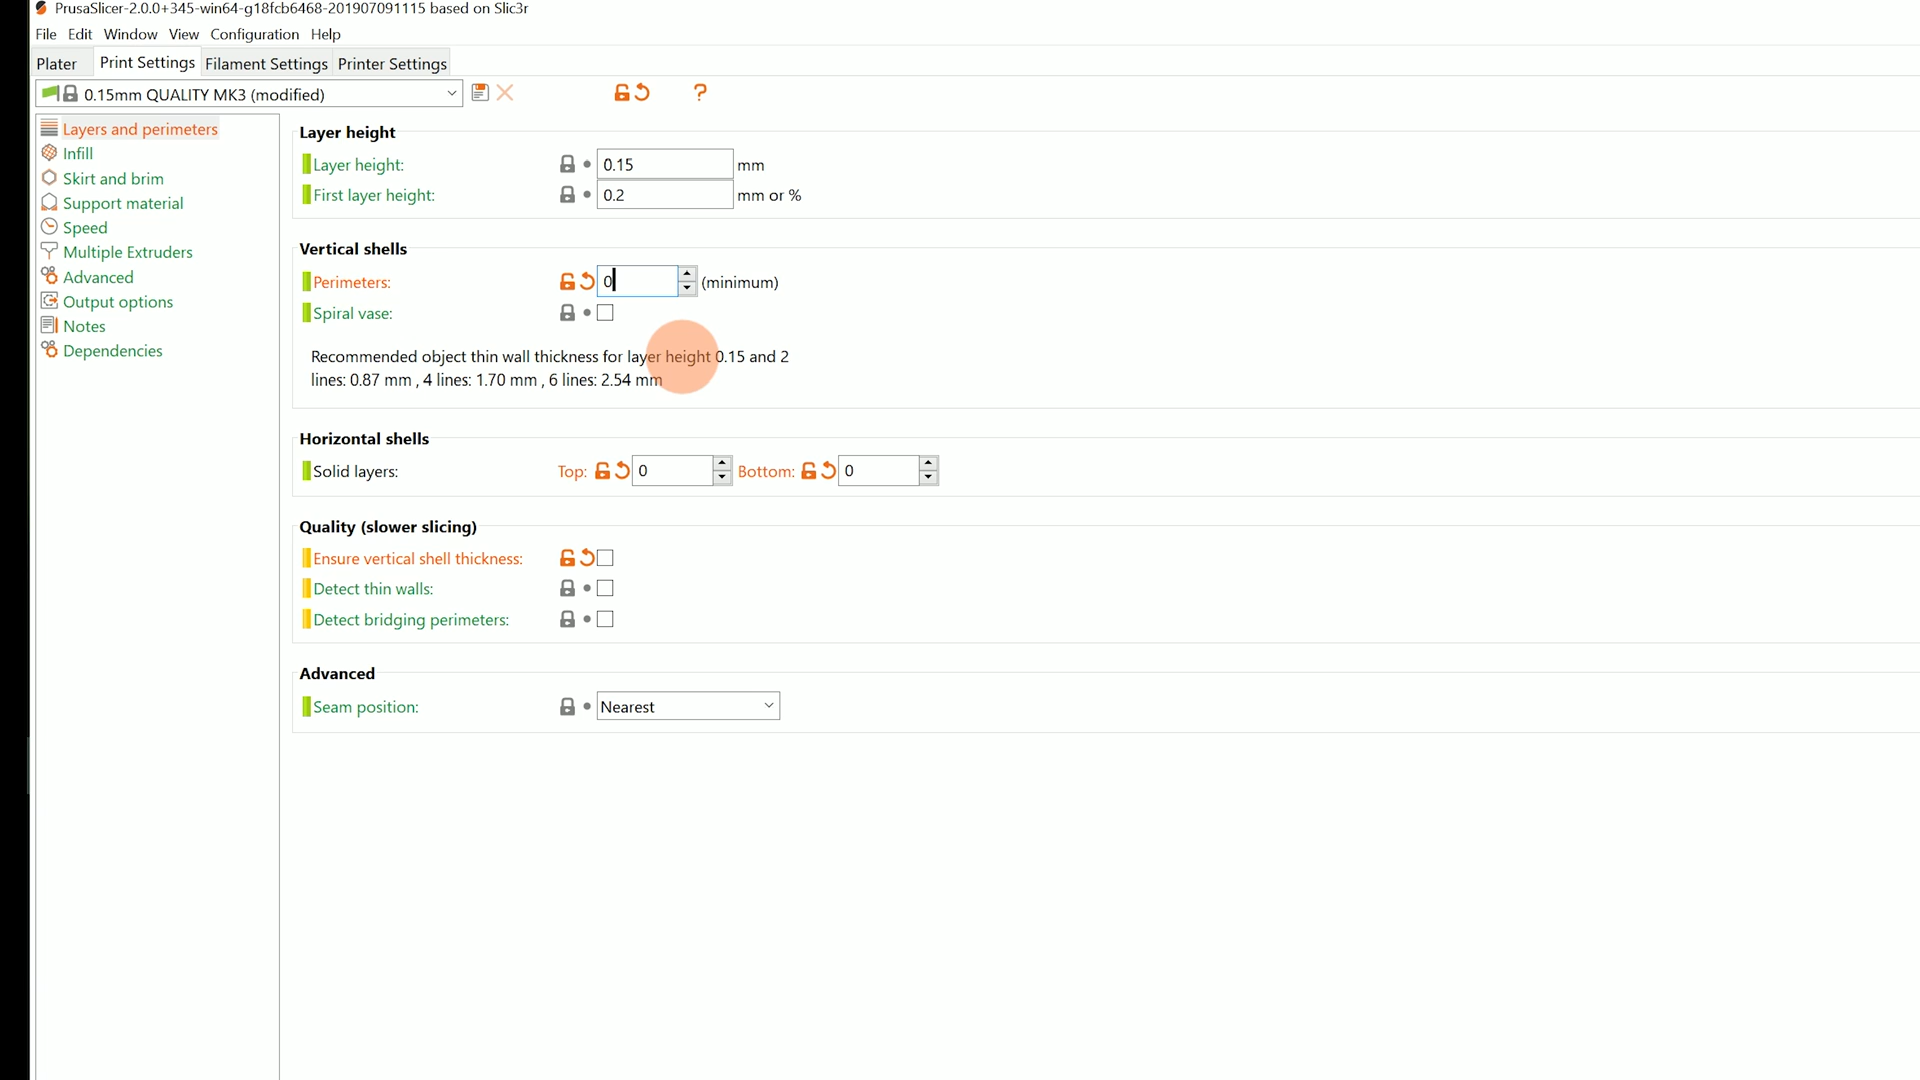 PrusaSlicer-2.0.0+345-win64-g18fcb6468-201907091115 based on Slic3r
File Edit Window View Configuration Help
Plater Print Settings Filament Settings Printer Settings
0.15mm QUALITY MK3 (modified) ?
Layers and perimeters
Infill
Skirt and brim
Support material
Speed
Multiple Extruders
Advanced
Output options
Notes
Dependencies
Layer height
Layer height: 0.15 mm
First layer height: 0.2 mm or %
Vertical shells
Perimeters: 0 (minimum)
Spiral vase:
Recommended object thin wall thickness for layer height 0.15 and 2
lines: 0.87 mm , 4 lines: 1.70 mm , 6 lines: 2.54 mm
Horizontal shells
Solid layers: Top: 0 Bottom: 0
Quality (slower slicing)
Ensure vertical shell thickness:
Detect thin walls:
Detect bridging perimeters:
Advanced
Seam position: Nearest